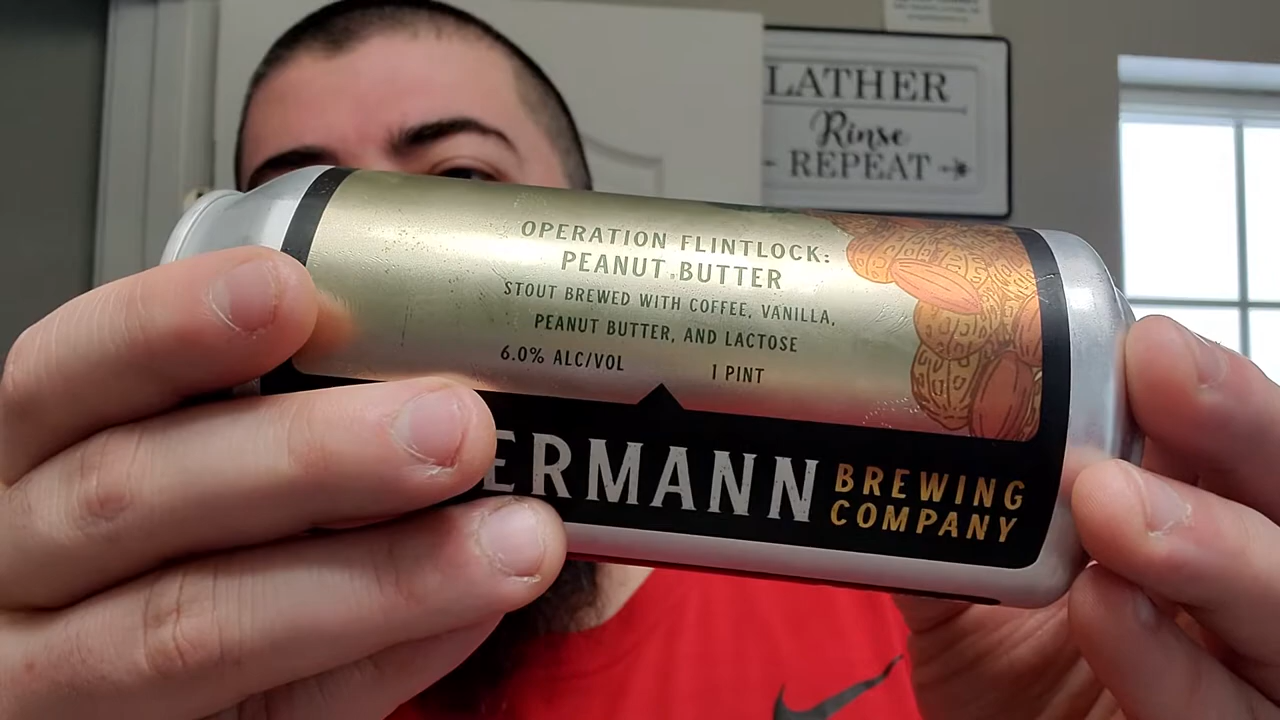 LATHER
Rinse
REPEAT
OPERATION FLINTLOCK:
PEANUT BUTTER
STOUT BREWED WITH COFFEE, VANILLA,
PEANUT BUTTER, AND LACTOSE
6.0% ALC/VOL 1 PINT
ERMANN BREWING
COMPANY